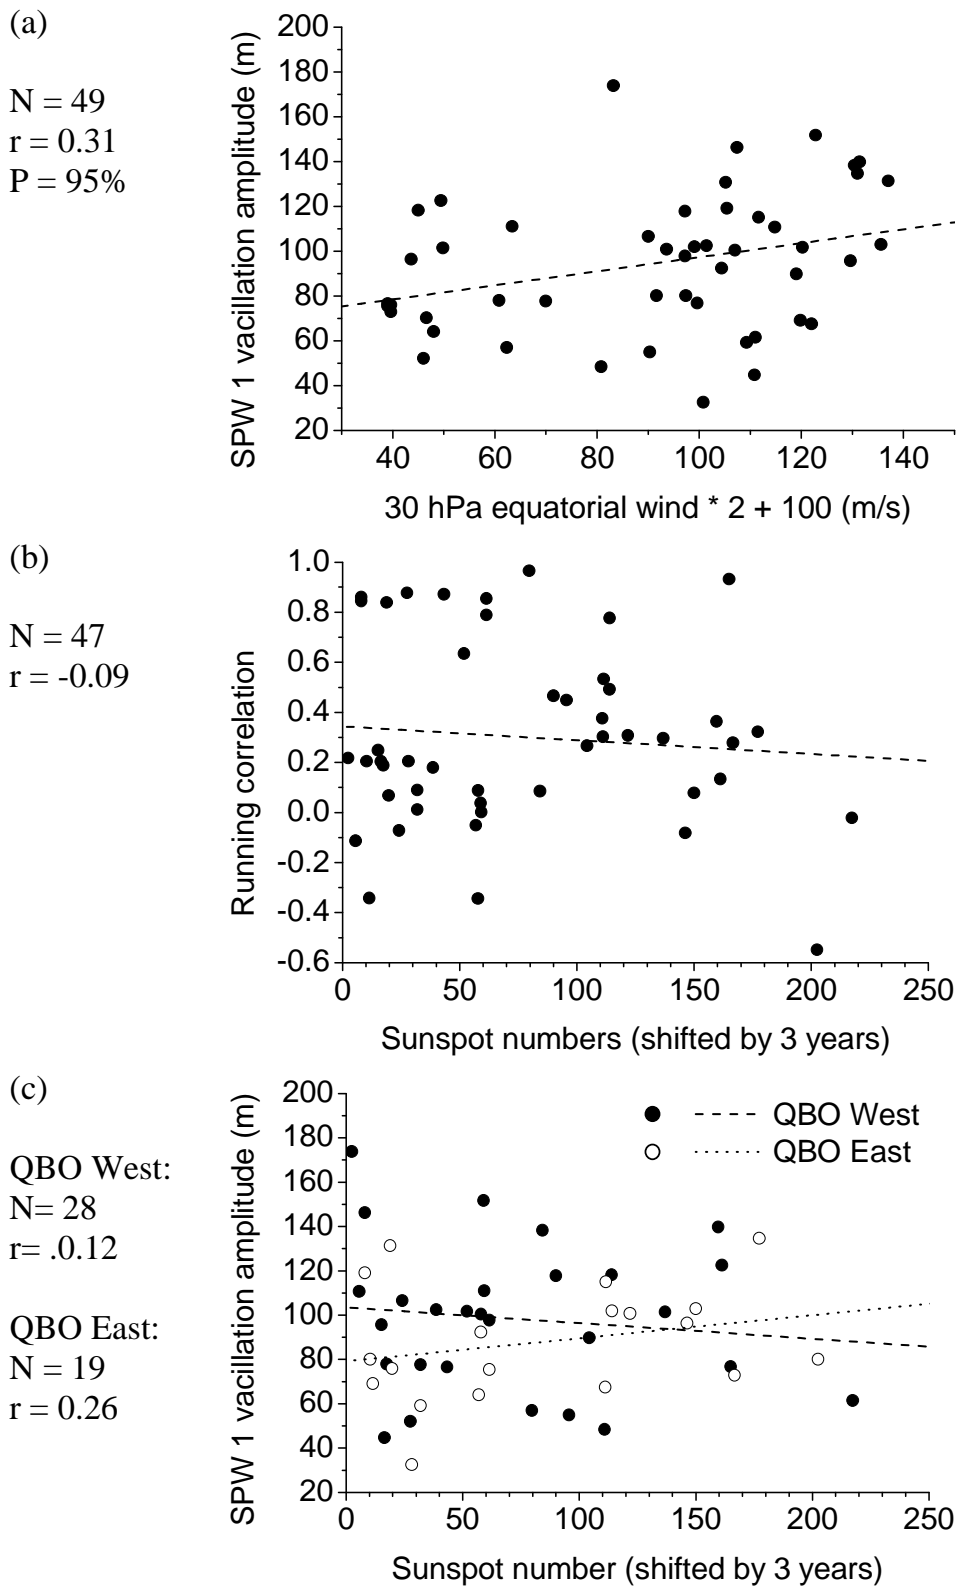 (a)
N = 49
r = 0.31
P = 95%
SPW 1 vacillation amplitude (m)
200
180
160
140
120
100
80
60
40
20
40 60 80 100 120 140
30 hPa equatorial wind * 2 + 100 (m/s)
(b)
N = 47
r = -0.09
Running correlation
1.0
0.8
0.6
0.4
0.2
0.0
-0.2
-0.4
-0.6
0 50 100 150 200 250
Sunspot numbers (shifted by 3 years)
(c)
QBO West:
N= 28
r= .0.12
QBO East:
N = 19
r = 0.26
SPW 1 vacillation amplitude (m)
200
180
160
140
120
100
80
60
40
20
QBO West
QBO East
0 50 100 150 200 250
Sunspot number (shifted by 3 years)